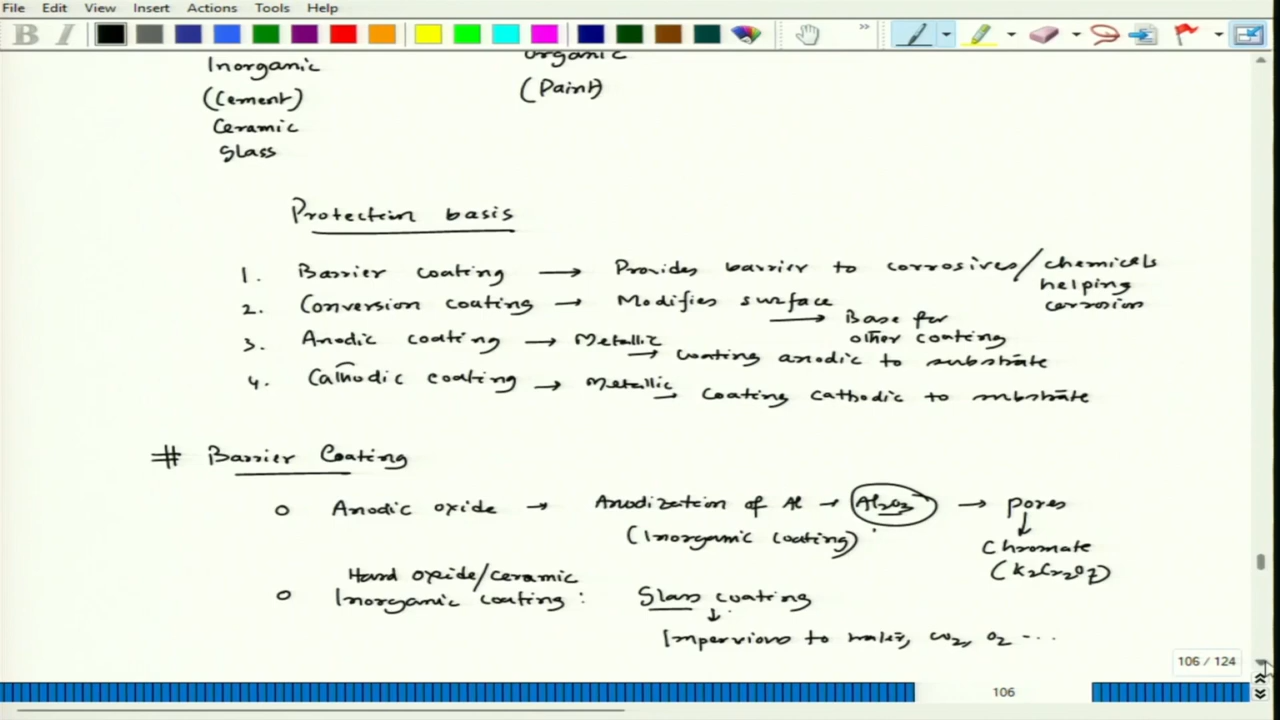 File Edit View Insert Actions Tools Help
B I
Inorganic organic
(Cement) (Paint)
Ceramic
Glass
Protection basis
1. Barrier coating → Provides barrier to corrosives/chemicals
helping
corrosion
2. Conversion coating → Modifies surface
→ Base for
other coating
3. Anodic coating → Metallic
→ coating anodic to substrate
4. Cathodic coating → Metallic
→ coating cathodic to substrate
# Barrier Coating
o Anodic oxide → Anodization of Al → Al2O3 → pores
(Inorganic coating) ↓
Chromate
(K2Cr2O7)
Hard oxide/ceramic
o Inorganic coating: Glass coating
↓
Impervious to water, CO2, O2 ...
106 / 124
106